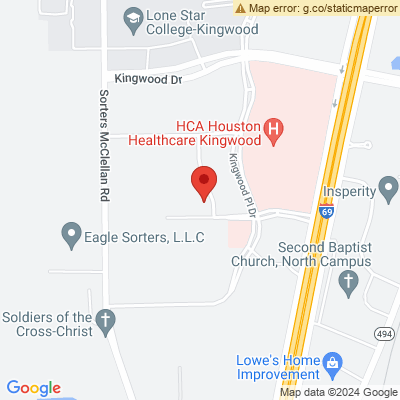 Map error: g.co/staticmaperror
Lone Star
College-Kingwood
Kingwood Dr
Sorters McClellan Rd
HCA Houston
Healthcare Kingwood
H
Kingwood Pl Dr
Insperity
69
Eagle Sorters, L.L.C
Second Baptist
Church, North Campus
Soldiers of the
Cross-Christ
494
Lowe's Home
Improvement
Google
Map data ©2024 Google